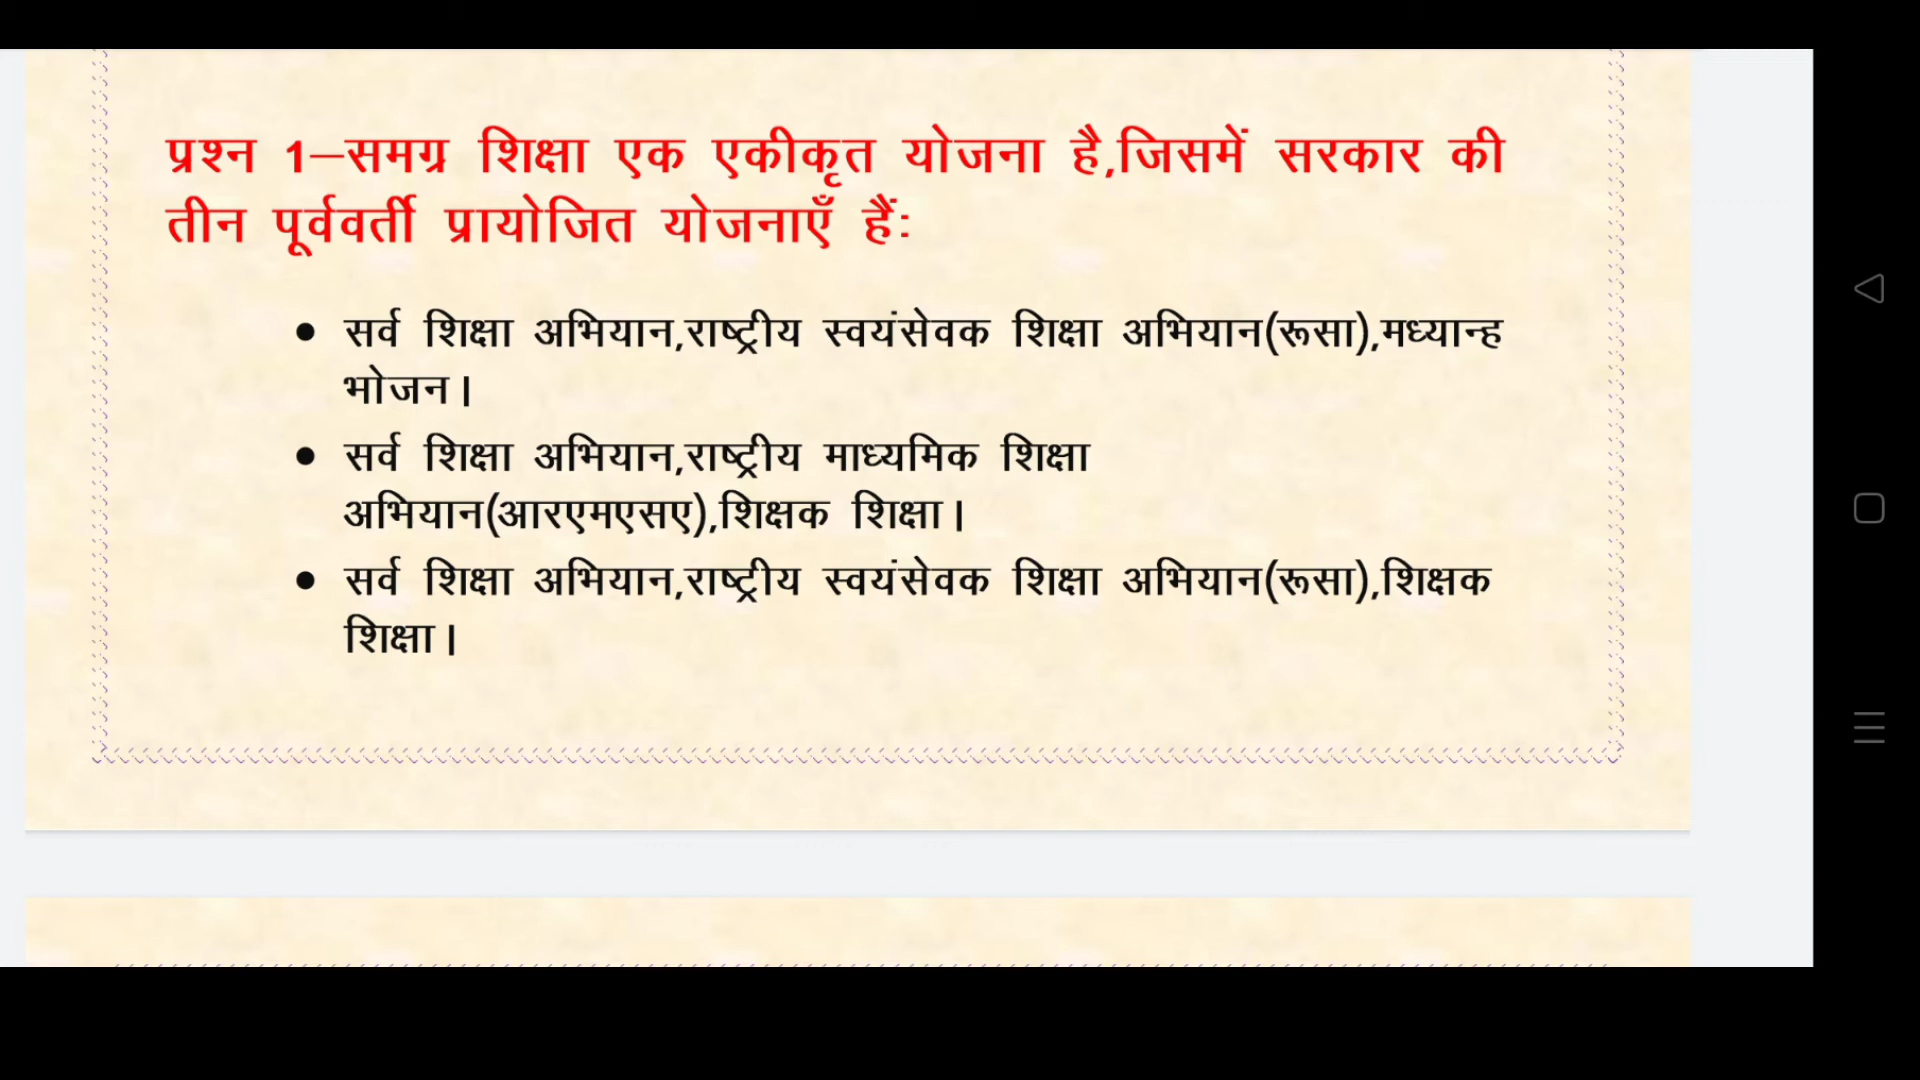 प्रश्न 1–समग्र शिक्षा एक एकीकृत योजना है,जिसमें सरकार की
तीन पूर्ववर्ती प्रायोजित योजनाएँ हैं:
● सर्व शिक्षा अभियान,राष्ट्रीय स्वयंसेवक शिक्षा अभियान(रूसा),मध्यान्ह
भोजन।
● सर्व शिक्षा अभियान,राष्ट्रीय माध्यमिक शिक्षा
अभियान(आरएमएसए),शिक्षक शिक्षा।
● सर्व शिक्षा अभियान,राष्ट्रीय स्वयंसेवक शिक्षा अभियान(रूसा),शिक्षक
शिक्षा।